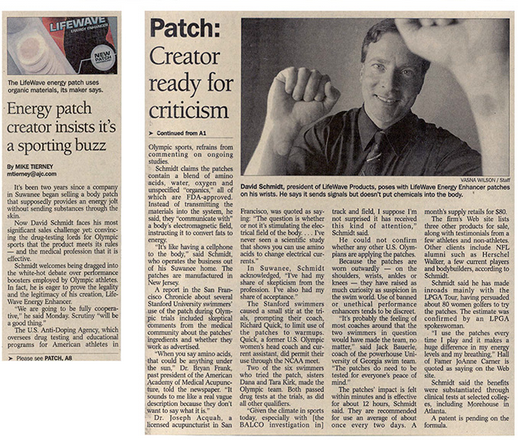 LIFEWAVE
ENERGY ENHANCER
NEW
The LifeWave energy patch uses
organic materials, its maker says.
Energy patch
creator insists it's
a sporting buzz
By MIKE TIERNEY
mtierney@ajc.com
It's been two years since a
company in Suwanee began selling a body patch
that supposedly provides an energy jolt
without sending substances through the
skin.
Now David Schmidt faces his most
significant sales challenge yet: convinc-
ing the drug-testing lords for Olympic
sports that the product meets its rules
— and the medical profession that it is
effective.
Schmidt welcomes being dragged into
the white-hot debate over performance
boosters employed by Olympic athletes.
In fact, he is eager to prove the legality
and the legitimacy of his creation, Life-
Wave Energy Enhancer.
"We are going to be fully coopera-
tive," he said Monday. Scrutiny "will be
a good thing."
The U.S. Anti-Doping Agency, which
oversees drug testing and educational
programs for American athletes in
➤ Please see PATCH, A8
Patch:
Creator
ready for
criticism
➤ Continued from A1
Olympic sports, refrains from
commenting on ongoing
studies.
Schmidt claims the patches
contain a blend of amino
acids, water, oxygen and
unspecified "organics," all of
which are FDA-approved.
Instead of transmitting the
materials into the system, he
said, they "communicate with"
a body's electromagnetic field,
instructing it to convert fats to
energy.
"It's like having a cellphone
to the body," said Schmidt,
who operates the business out
of his Suwanee home. The
patches are manufactured in
New Jersey.
A report in the San Fran-
cisco Chronicle about several
Stanford University swimmers'
use of the patch during Olym-
pic trials included skeptical
comments from the medical
community about the patches'
ingredients and whether they
work as advertised.
"When you say amino acids,
that could be anything under
the sun," Dr. Bryan Frank,
past president of the American
Academy of Medical Acupunc-
ture, told the newspaper. "It
sounds to me like a real vague
description because they don't
want to say what it is."
Dr. Joseph Acquah, a
licensed acupuncturist in San
VASNA WILSON / Staff
David Schmidt, president of LifeWave Products, poses with LifeWave Energy Enhancer patches
on his wrists. He says it sends signals but doesn't put chemicals into the body.
Francisco, was quoted as say-
ing: "The question is whether
or not it's stimulating the elec-
trical field of the body. . . . I've
never seen a scientific study
that shows you can use amino
acids to change electrical cur-
rents."
In Suwanee, Schmidt
acknowledged, "I've had my
share of skepticism from the
profession. I've also had my
share of acceptance."
The Stanford swimmers
caused a small stir at the tri-
als, prompting their coach,
Richard Quick, to limit use of
the patches to warmups.
Quick, a former U.S. Olympic
women's head coach and cur-
rent assistant, did permit their
use through the NCAA meet.
Two of the six swimmers
who tried the patch, sisters
Dana and Tara Kirk, made the
Olympic team. Both passed
drug tests at the trials, as did
all other qualifiers.
"Given the climate in sports
today, especially with [the
BALCO investigation in]
track and field. I suppose I'm
not surprised it has received
this kind of attention,"
Schmidt said.
He could not confirm
whether any other U.S. Olym-
pians are applying the patches.
Because the patches are
worn outwardly — on the
shoulders, wrists, ankles or
knees — they have raised as
much curiosity as suspicion in
the swim world. Use of banned
or unethical performance
enhancers tends to be discreet.
"It's probably the feeling of
most coaches around that the
two swimmers in question
would have made the team, no
matter," said Jack Bauerle,
coach of the powerhouse Uni-
versity of Georgia swim team.
"The patches do need to be
tested for everyone's peace of
mind."
The patches' impact is felt
within minutes and is effective
for about 12 hours, Schmidt
said. They are recommended
for use an average of about
once every two days. A
month's supply retails for $80.
The firm's Web site lists
three other products for sale,
along with testimonials from a
few athletes and non-athletes.
Other clients include NFL
alumni such as Herschel
Walker, a few current players
and bodybuilders, according to
Schmidt.
Schmidt said he has made
inroads mainly with the
LPGA Tour, having persuaded
about 80 women golfers to try
the patches. The estimate was
confirmed by an LPGA
spokeswoman.
"I use the patches every
time I play and it makes a
huge difference in my energy
levels and my breathing," Hall
of Famer JoAnne Carner is
quoted as saying on the Web
site.
Schmidt said the benefits
were substantiated through
clinical tests at selected colleg-
es, including Morehouse in
Atlanta.
A patent is pending on the
formula.